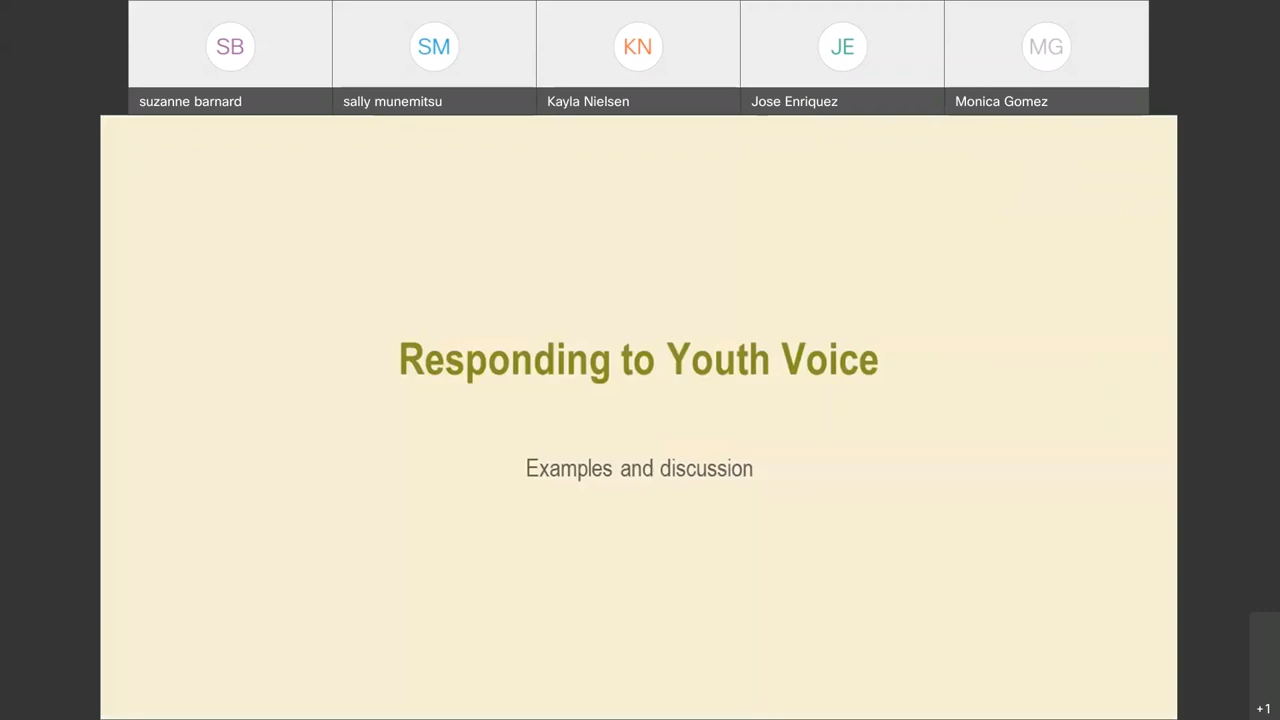 SB
SM
KN
JE
MG
suzanne barnard
sally munemitsu
Kayla Nielsen
Jose Enriquez
Monica Gomez
Responding to Youth Voice
Examples and discussion
+1